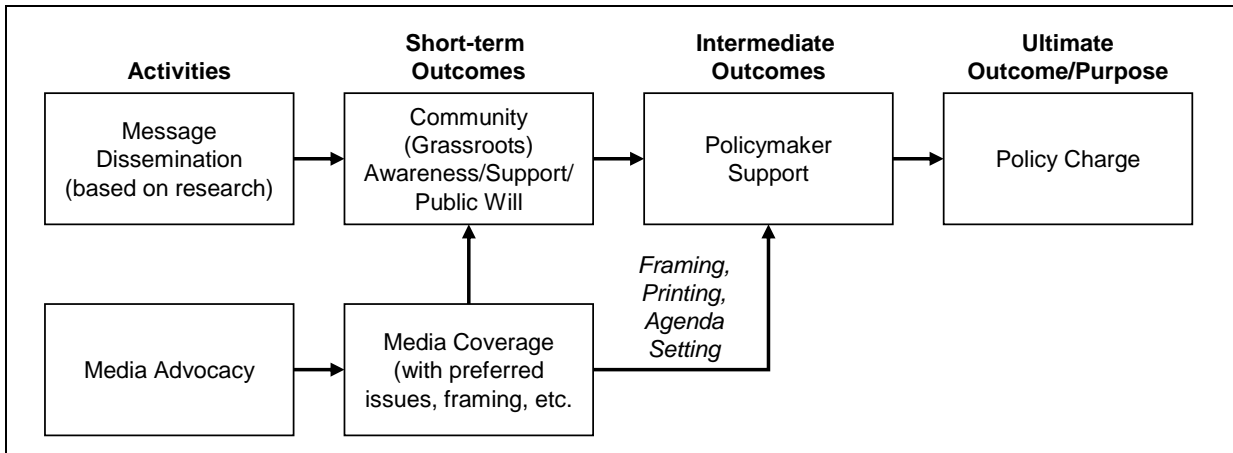 Activities
Short-term
Outcomes
Intermediate
Outcomes
Ultimate
Outcome/Purpose
Message
Dissemination
(based on research)
Community
(Grassroots)
Awareness/Support/
Public Will
Policymaker
Support
Policy Charge
Framing,
Printing,
Agenda
Setting
Media Advocacy
Media Coverage
(with preferred
issues, framing, etc.